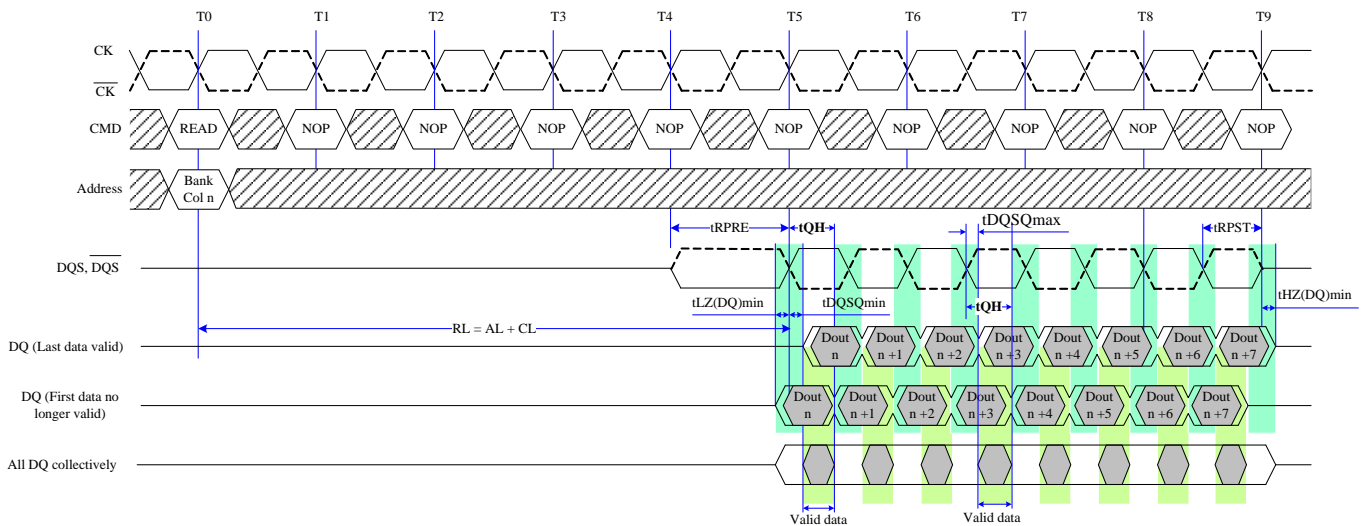 T0 T1 T2 T3 T4 T5 T6 T7 T8 T9
CK
CK
CMD READ NOP NOP NOP NOP NOP NOP NOP NOP NOP
Address Bank
Col n
tRPRE tQH tDQSQmax tRPST
DQS, DQS
tLZ(DQ)min tDQSQmin tQH tHZ(DQ)min
RL = AL + CL
DQ (Last data valid)
Dout Dout Dout Dout Dout Dout Dout Dout
n n +1 n +2 n +3 n +4 n +5 n +6 n +7
DQ (First data no
longer valid)
Dout Dout Dout Dout Dout Dout Dout Dout
n n +1 n +2 n +3 n +4 n +5 n +6 n +7
All DQ collectively
Valid data Valid data